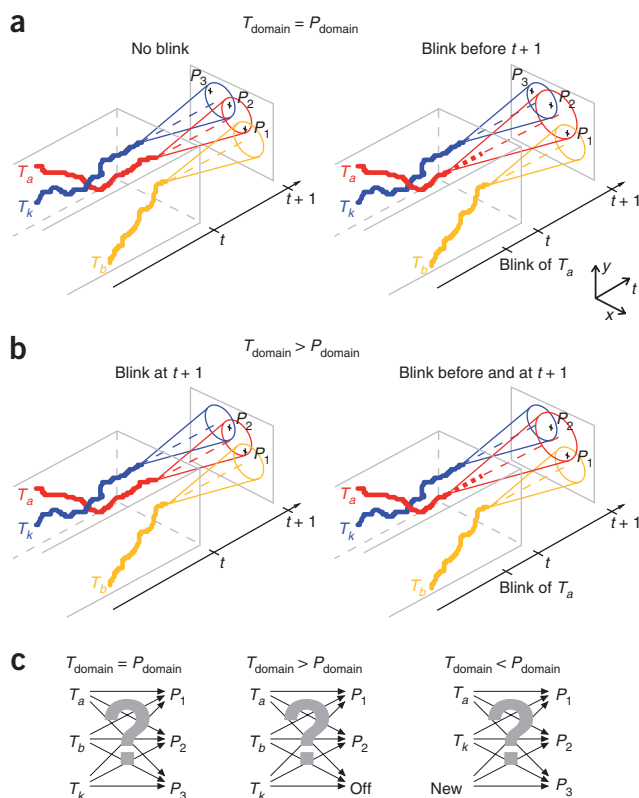 a
T_domain = P_domain
No blink
Blink before t + 1
P_3
P_2
P_1
T_a
T_k
T_b
t
t + 1
P_3
P_2
P_1
T_a
T_k
T_b
t
t + 1
Blink of T_a
y
t
x
b
T_domain > P_domain
Blink at t + 1
Blink before and at t + 1
P_2
P_1
T_a
T_k
T_b
t
t + 1
P_2
P_1
T_a
T_k
T_b
t
t + 1
Blink of T_a
c
T_domain = P_domain
T_domain > P_domain
T_domain < P_domain
T_a P_1
T_b P_2
T_k P_3
?
T_a P_1
T_b P_2
T_k Off
?
T_a P_1
T_k P_2
New P_3
?